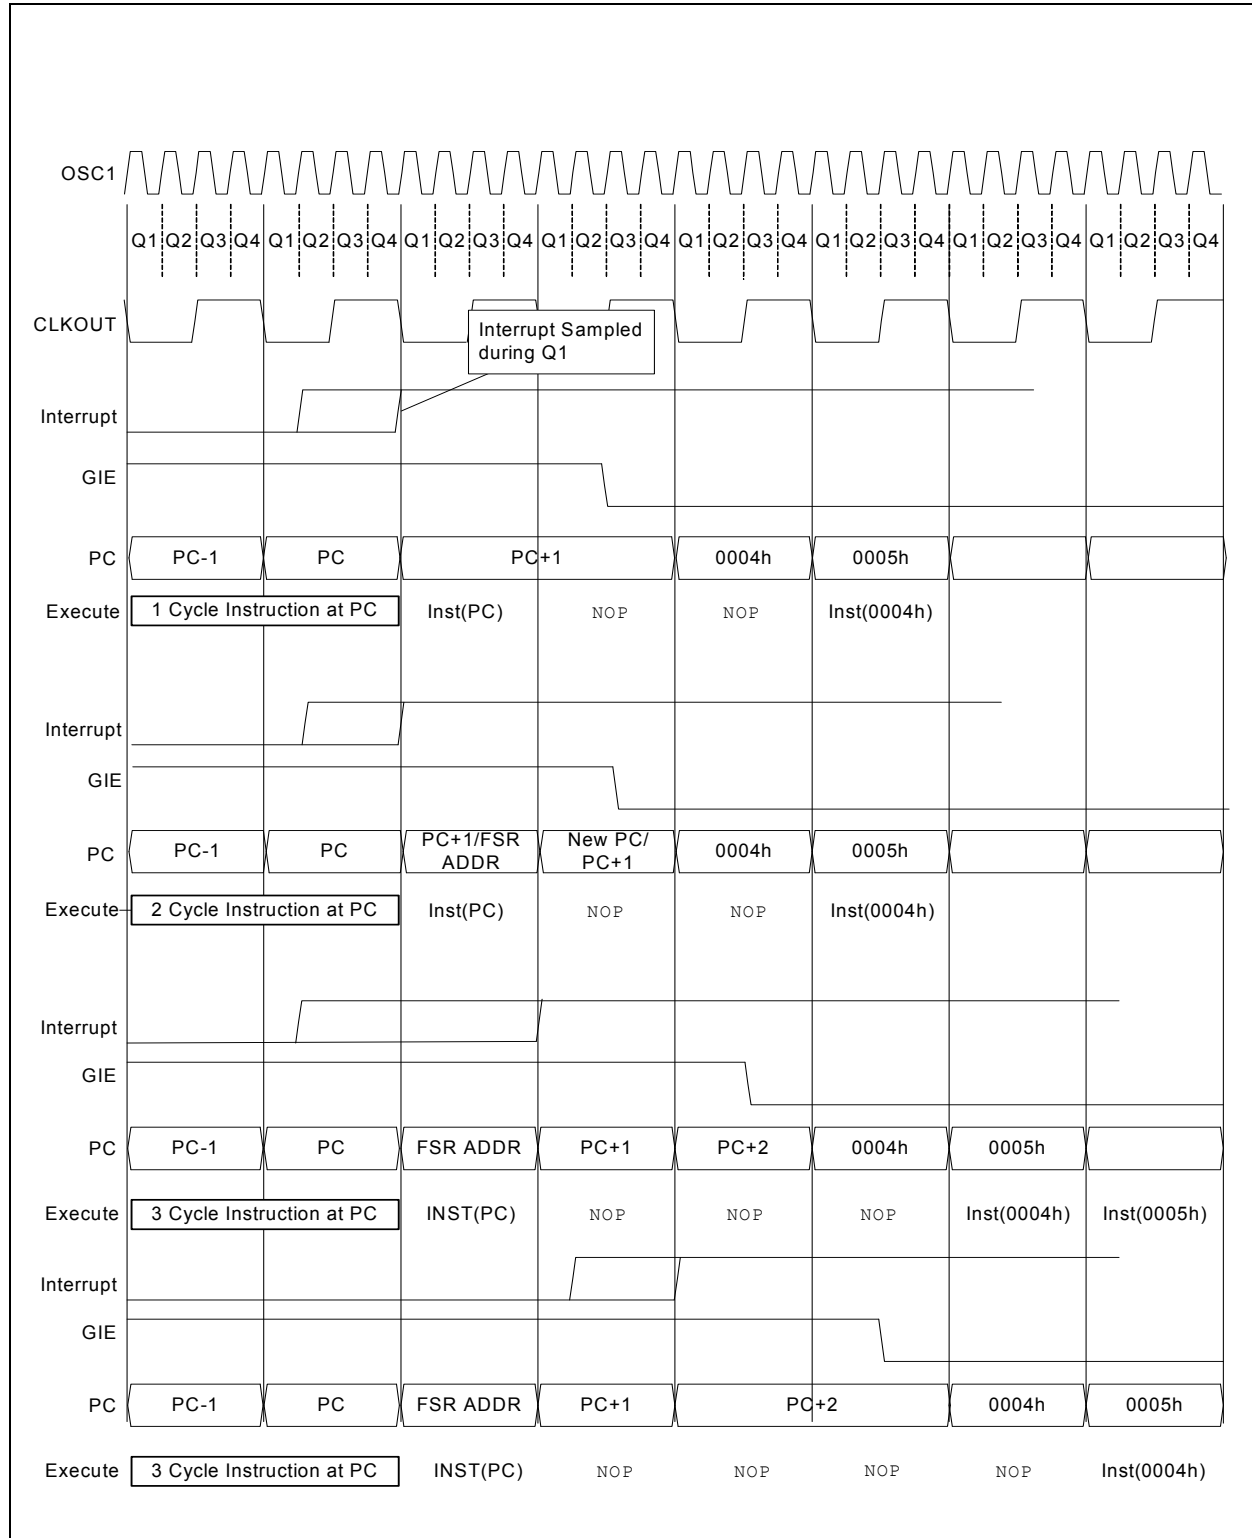 OSC1
Q1 Q2 Q3 Q4 Q1 Q2 Q3 Q4 Q1 Q2 Q3 Q4 Q1 Q2 Q3 Q4 Q1 Q2 Q3 Q4 Q1 Q2 Q3 Q4 Q1 Q2 Q3 Q4 Q1 Q2 Q3 Q4
CLKOUT
Interrupt Sampled
during Q1
Interrupt
GIE
PC PC-1 PC PC+1 0004h 0005h
Execute 1 Cycle Instruction at PC Inst(PC) NOP NOP Inst(0004h)
Interrupt
GIE
PC PC-1 PC PC+1/FSR ADDR New PC/ PC+1 0004h 0005h
Execute 2 Cycle Instruction at PC Inst(PC) NOP NOP Inst(0004h)
Interrupt
GIE
PC PC-1 PC FSR ADDR PC+1 PC+2 0004h 0005h
Execute 3 Cycle Instruction at PC INST(PC) NOP NOP NOP Inst(0004h) Inst(0005h)
Interrupt
GIE
PC PC-1 PC FSR ADDR PC+1 PC+2 0004h 0005h
Execute 3 Cycle Instruction at PC INST(PC) NOP NOP NOP NOP Inst(0004h)